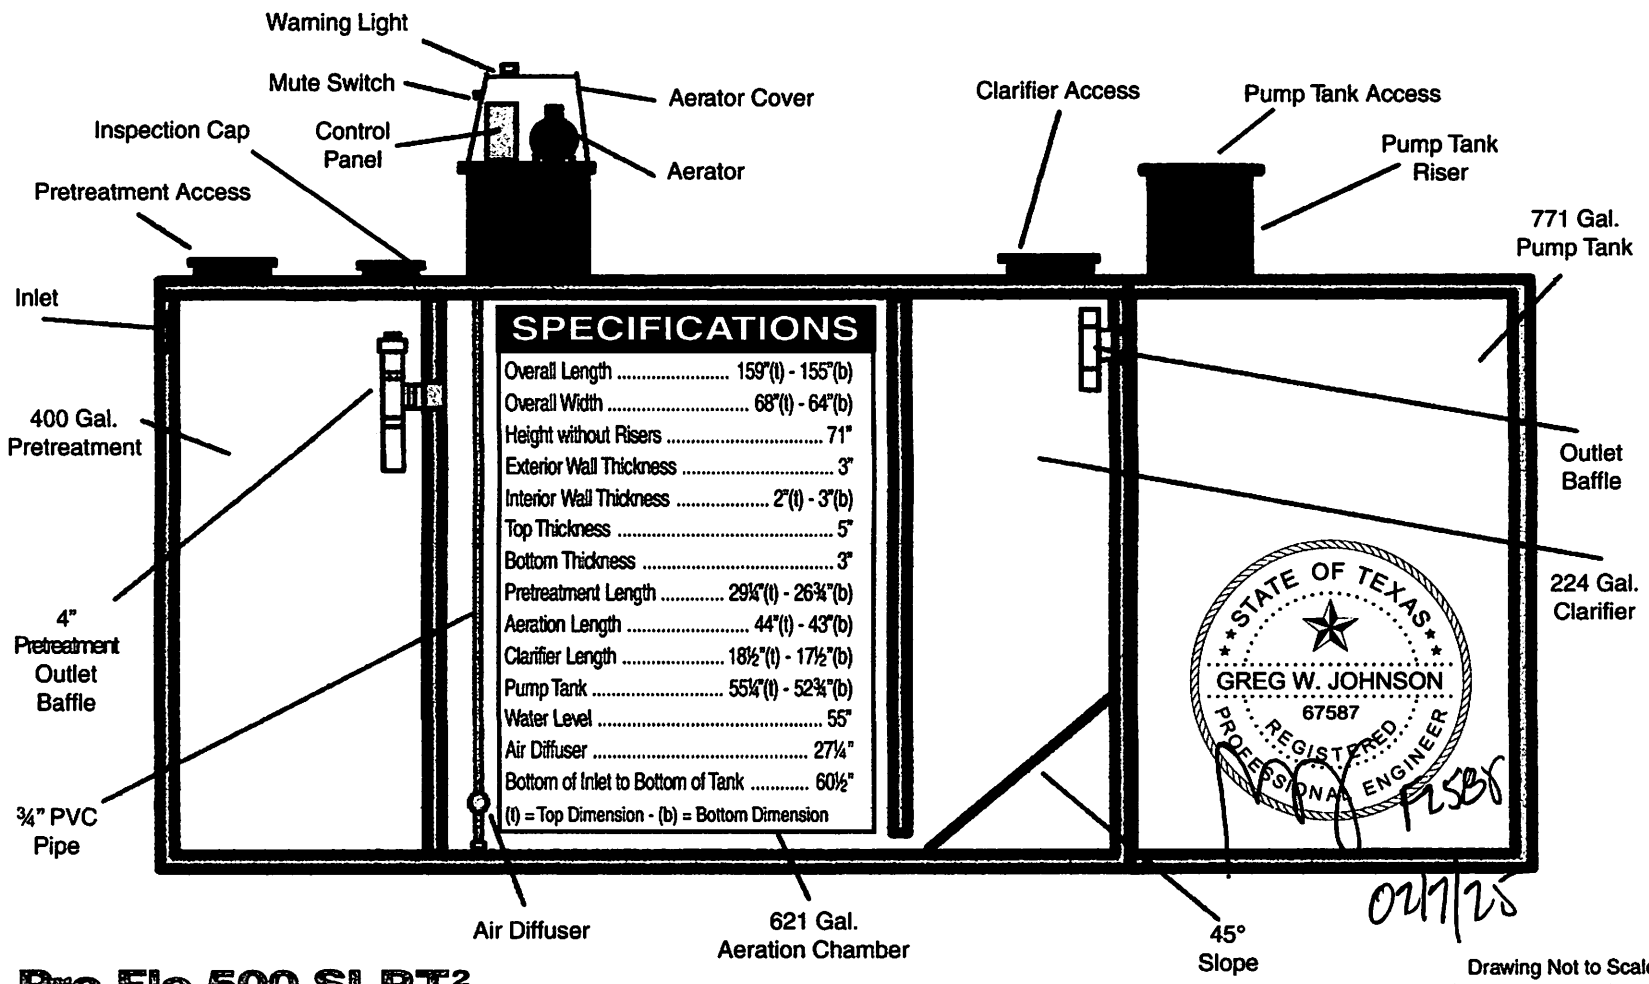 Warning Light
Mute Switch
Inspection Cap
Control
Panel
Pretreatment Access
Aerator Cover
Aerator
Clarifier Access
Pump Tank Access
Pump Tank
Riser
771 Gal.
Pump Tank
Inlet
400 Gal.
Pretreatment
4"
Pretreatment
Outlet
Baffle
¾" PVC
Pipe
SPECIFICATIONS
Overall Length ....................... 159"(t) - 155"(b)
Overall Width ............................. 68"(t) - 64"(b)
Height without Risers ................................ 71"
Exterior Wall Thickness ............................... 3"
Interior Wall Thickness ................... 2"(t) - 3"(b)
Top Thickness ............................................ 5"
Bottom Thickness ....................................... 3"
Pretreatment Length ............. 29¼"(t) - 26¾"(b)
Aeration Length ......................... 44"(t) - 43"(b)
Clarifier Length ..................... 18½"(t) - 17½"(b)
Pump Tank ........................... 55¼"(t) - 52¾"(b)
Water Level .............................................. 55"
Air Diffuser ............................................ 27¼"
Bottom of Inlet to Bottom of Tank ............ 60½"
(t) = Top Dimension - (b) = Bottom Dimension
Outlet
Baffle
224 Gal.
Clarifier
STATE OF TEXAS
GREG W. JOHNSON
67587
REGISTERED
PROFESSIONAL ENGINEER
F2588
02/7/25
Air Diffuser
621 Gal.
Aeration Chamber
45°
Slope
Drawing Not to Scale
Pro Flo 500 SLPT²